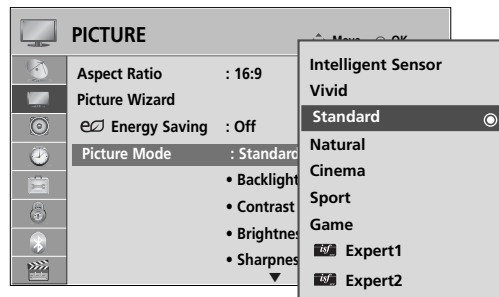 PICTURE
Move OK
Aspect Ratio : 16:9
Picture Wizard
Energy Saving : Off
Picture Mode : Standard
• Backlight
• Contrast
• Brightnes
• Sharpnes
Intelligent Sensor
Vivid
Standard
Natural
Cinema
Sport
Game
isf Expert1
isf Expert2